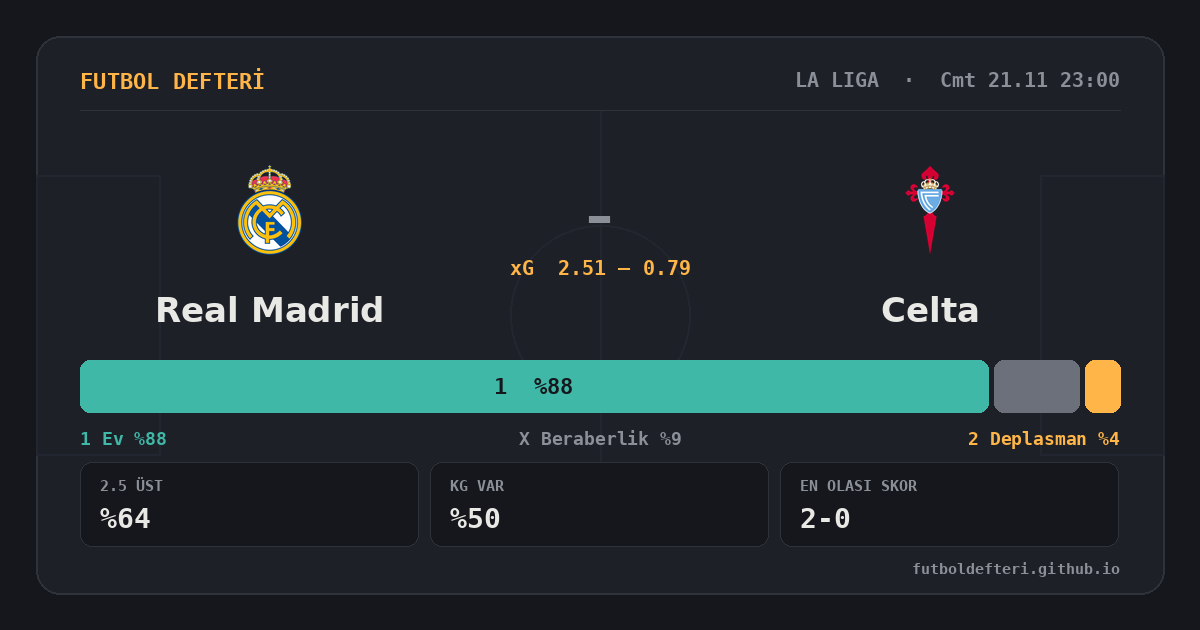 FUTBOL DEFTERİ
LA LIGA · Cmt 21.11 23:00
–
xG 2.51 – 0.79
Real Madrid
Celta
1 %88
1 Ev %88
X Beraberlik %9
2 Deplasman %4
2.5 ÜST
%64
KG VAR
%50
EN OLASI SKOR
2-0
futboldefteri.github.io